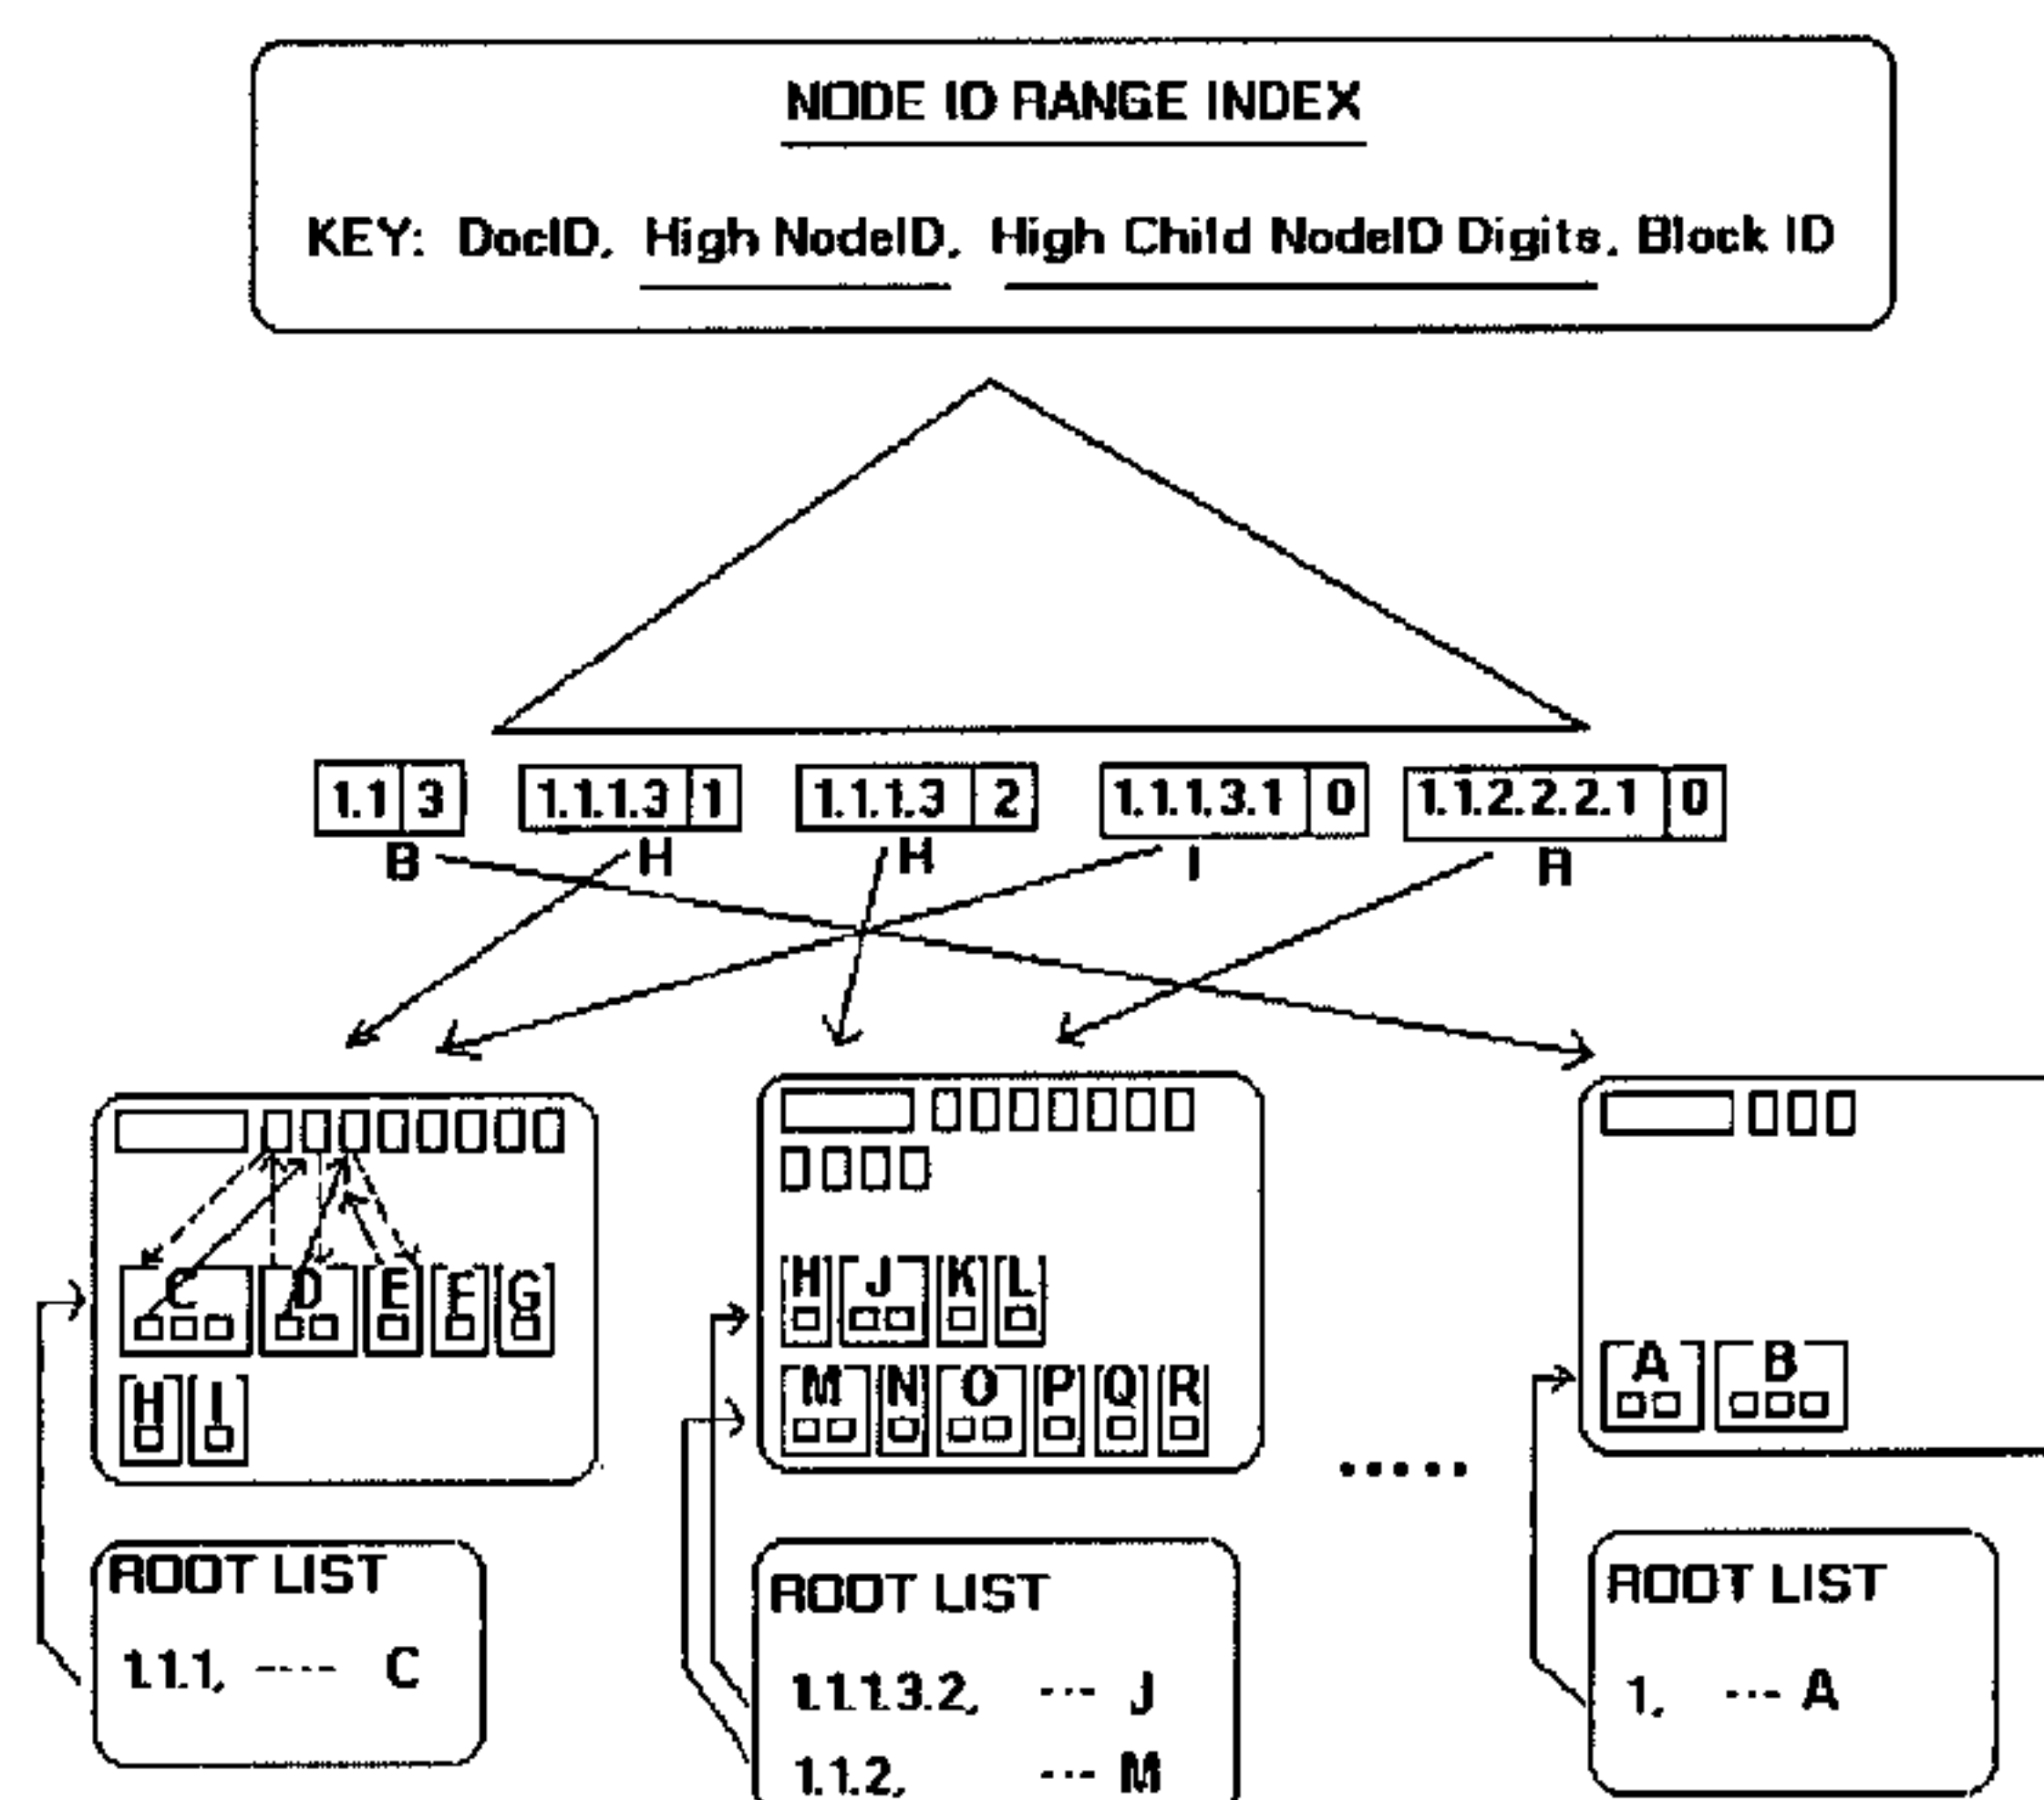 NODE ID RANGE INDEX
KEY: DocID, High NodeID, High Child NodeID Digits, Block ID
1.1 3 1.1.1.3 1 1.1.1.3 2 1.1.1.3.1 0 1.1.2.2.2.1 0
B H H I R
C D E F G
H I
H J K L
M N O P Q R
A B
ROOT LIST
1.1.1, ---- C
ROOT LIST
1.1.1.3.2, --- J
1.1.2, --- M
ROOT LIST
1, --- A